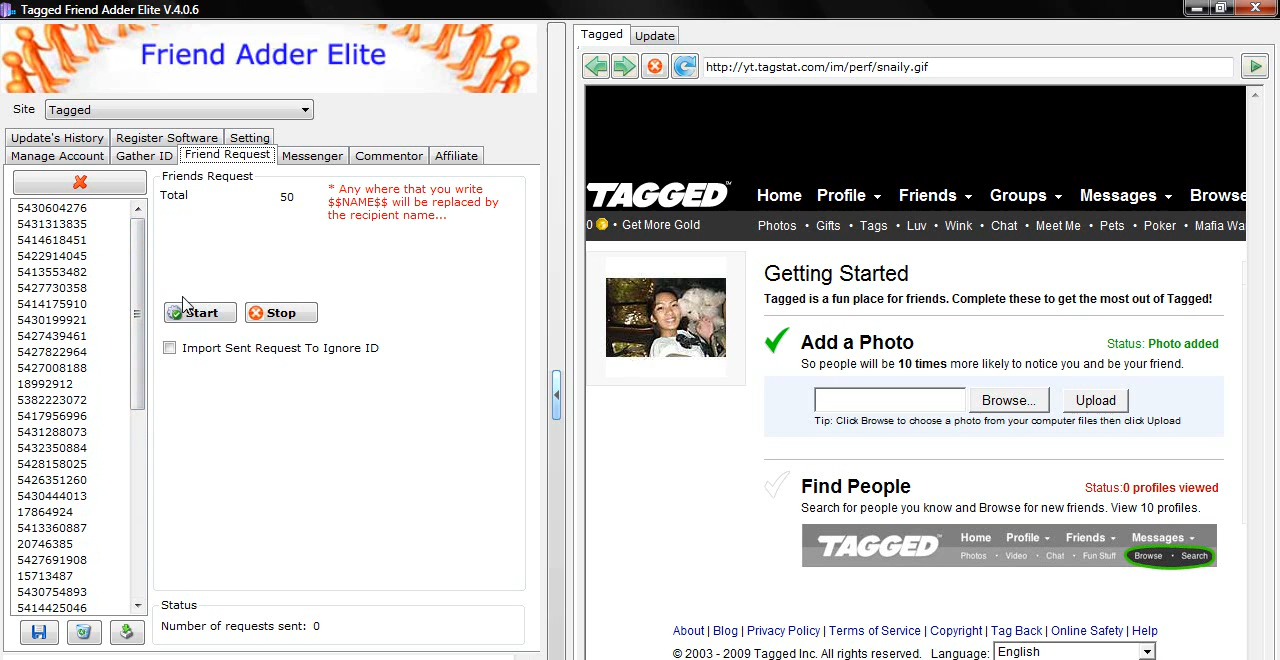 Tagged Friend Adder Elite V.4.0.6
Friend Adder Elite
Site Tagged
Update's History Register Software Setting
Manage Account Gather ID Friend Request Messenger Commentor Affiliate
5430604276
5431313835
5414618451
5422914045
5413553482
5427730358
5414175910
5430199921
5427439461
5427822964
5427008188
18992912
5382223072
5417956996
5431288073
5432350884
5428158025
5426351260
5430444013
17864924
5413360887
20746385
5427691908
15713487
5430754893
5414425046
Friends Request
Total 50
* Any where that you write
$$NAME$$ will be replaced by
the recipient name...
Start Stop
Import Sent Request To Ignore ID
Status
Number of requests sent: 0
Tagged Update
http://yt.tagstat.com/im/perf/snaily.gif
TAGGED™ Home Profile Friends Groups Messages Browse
0 • Get More Gold Photos • Gifts • Tags • Luv • Wink • Chat • Meet Me • Pets • Poker • Mafia Wa
Getting Started
Tagged is a fun place for friends. Complete these to get the most out of Tagged!
Add a Photo Status: Photo added
So people will be 10 times more likely to notice you and be your friend.
Browse... Upload
Tip: Click Browse to choose a photo from your computer files then click Upload
Find People Status:0 profiles viewed
Search for people you know and Browse for new friends. View 10 profiles.
TAGGED Home Profile Friends Messages
Photos • Video • Chat • Fun Stuff Browse • Search
About | Blog | Privacy Policy | Terms of Service | Copyright | Tag Back | Online Safety | Help
© 2003 - 2009 Tagged Inc. All rights reserved. Language: English